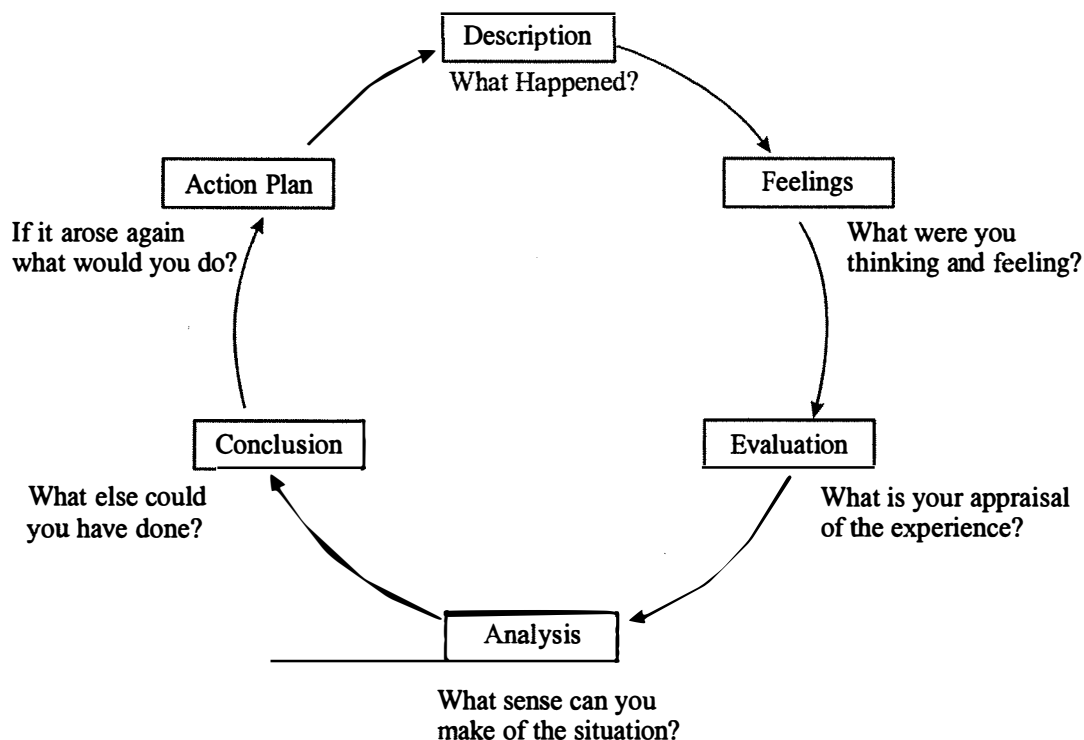 Description
What Happened?
Action Plan
Feelings
If it arose again
what would you do?
What were you
thinking and feeling?
Conclusion
Evaluation
What else could
you have done?
What is your appraisal
of the experience?
Analysis
What sense can you
make of the situation?